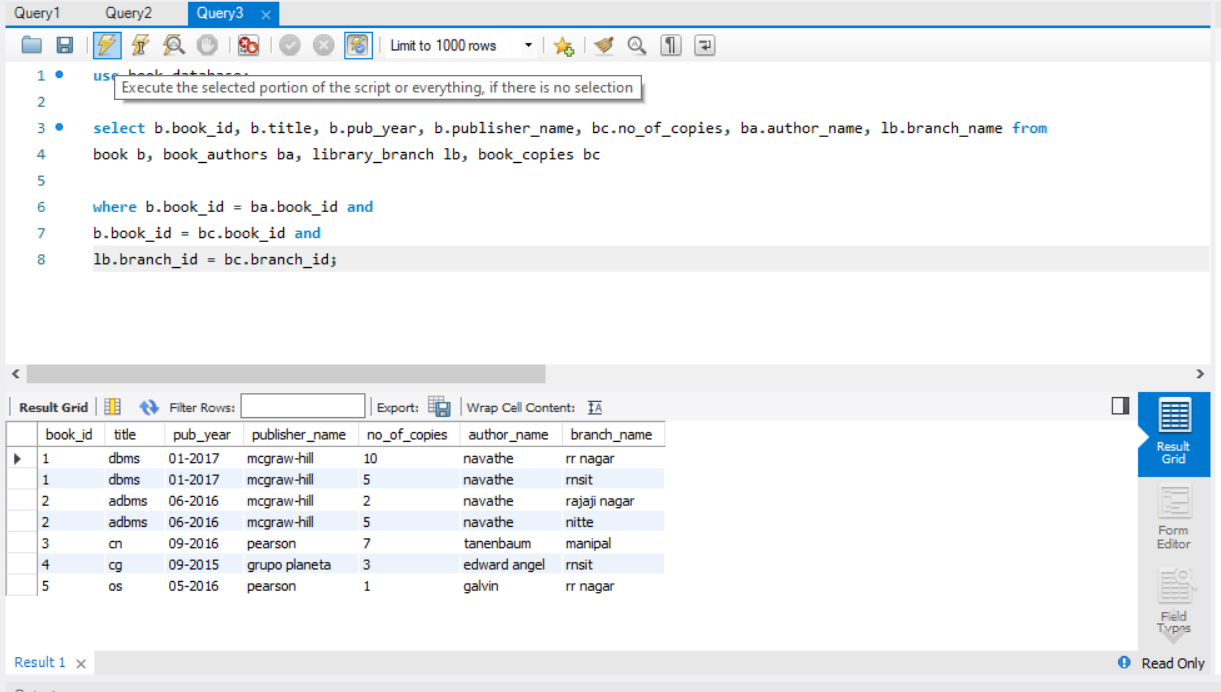 Query1 Query2 Query3
Limit to 1000 rows
1 use book_database;
Execute the selected portion of the script or everything, if there is no selection
2
3 select b.book_id, b.title, b.pub_year, b.publisher_name, bc.no_of_copies, ba.author_name, lb.branch_name from
4 book b, book_authors ba, library_branch lb, book_copies bc
5
6 where b.book_id = ba.book_id and
7 b.book_id = bc.book_id and
8 lb.branch_id = bc.branch_id;
Result Grid Filter Rows: Export: Wrap Cell Content: IA
book_id title pub_year publisher_name no_of_copies author_name branch_name
1 dbms 01-2017 mcgraw-hill 10 navathe rr nagar
1 dbms 01-2017 mcgraw-hill 5 navathe rnsit
2 adbms 06-2016 mcgraw-hill 2 navathe rajaji nagar
2 adbms 06-2016 mcgraw-hill 5 navathe nitte
3 cn 09-2016 pearson 7 tanenbaum manipal
4 cg 09-2015 grupo planeta 3 edward angel rnsit
5 os 05-2016 pearson 1 galvin rr nagar
Result
Grid
Form
Editor
Field
Types
Result 1
Read Only